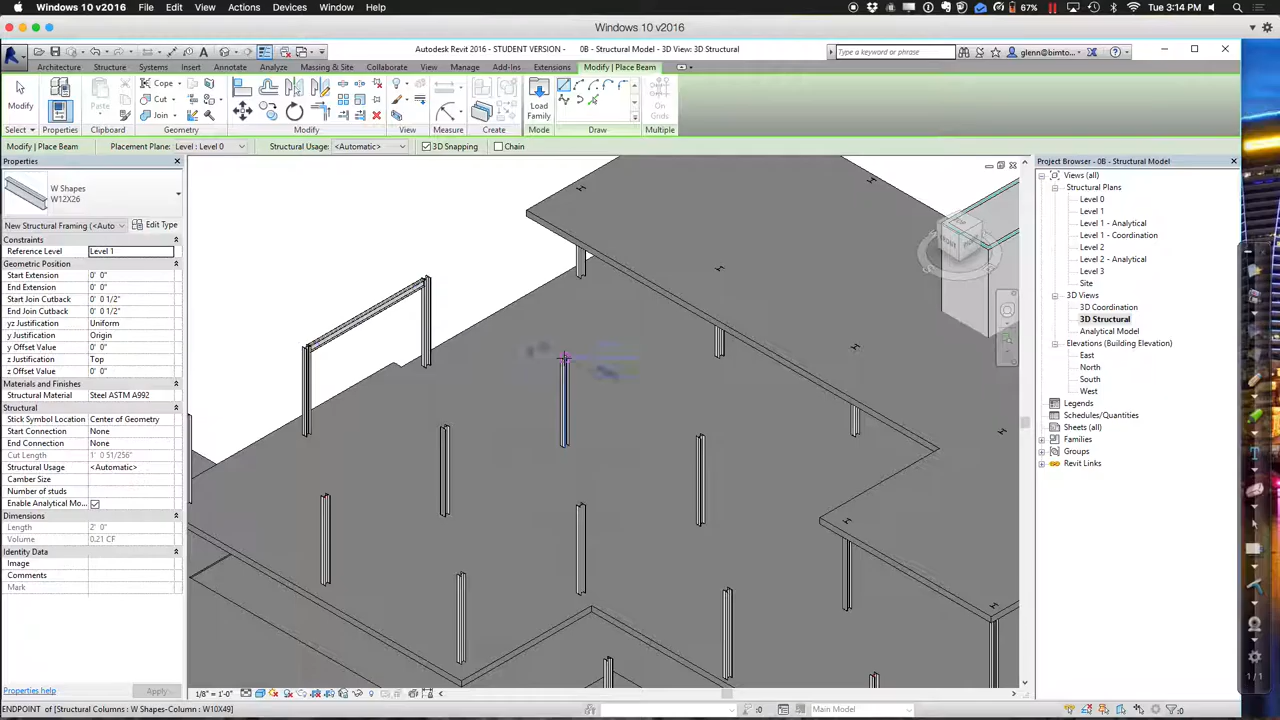 Windows 10 v2016 File Edit View Actions Devices Window Help 67% Tue 3:14 PM
Windows 10 v2016
Autodesk Revit 2016 - STUDENT VERSION - 0B - Structural Model - 3D View: 3D Structural
Type a keyword or phrase
glenn@bimto...
Architecture Structure Systems Insert Annotate Analyze Massing & Site Collaborate View Manage Add-Ins Extensions Modify | Place Beam
Modify Paste Cope Cut Join
Load Family On Grids
Select Properties Clipboard Geometry Modify View Measure Create Mode Draw Multiple
Modify | Place Beam Placement Plane: Level : Level 0 Structural Usage: <Automatic> 3D Snapping Chain
Properties
W Shapes
W12X26
New Structural Framing (<Auto Edit Type
Constraints
Reference Level Level 1
Geometric Position
Start Extension 0' 0"
End Extension 0' 0"
Start Join Cutback 0' 0 1/2"
End Join Cutback 0' 0 1/2"
yz Justification Uniform
y Justification Origin
y Offset Value 0' 0"
z Justification Top
z Offset Value 0' 0"
Materials and Finishes
Structural Material Steel ASTM A992
Structural
Stick Symbol Location Center of Geometry
Start Connection None
End Connection None
Cut Length 1' 0 51/256"
Structural Usage <Automatic>
Camber Size
Number of studs
Enable Analytical Mo...
Dimensions
Length 2' 0"
Volume 0.21 CF
Identity Data
Image
Comments
Mark
Properties help Apply
Project Browser - 0B - Structural Model
Views (all)
Structural Plans
Level 0
Level 1
Level 1 - Analytical
Level 1 - Coordination
Level 2
Level 2 - Analytical
Level 3
Site
3D Views
3D Coordination
3D Structural
Analytical Model
Elevations (Building Elevation)
East
North
South
West
Legends
Schedules/Quantities
Sheets (all)
Families
Groups
Revit Links
1/8" = 1'-0"
ENDPOINT of [Structural Columns : W Shapes-Column : W10X49] :0 Main Model :0
1 / 1